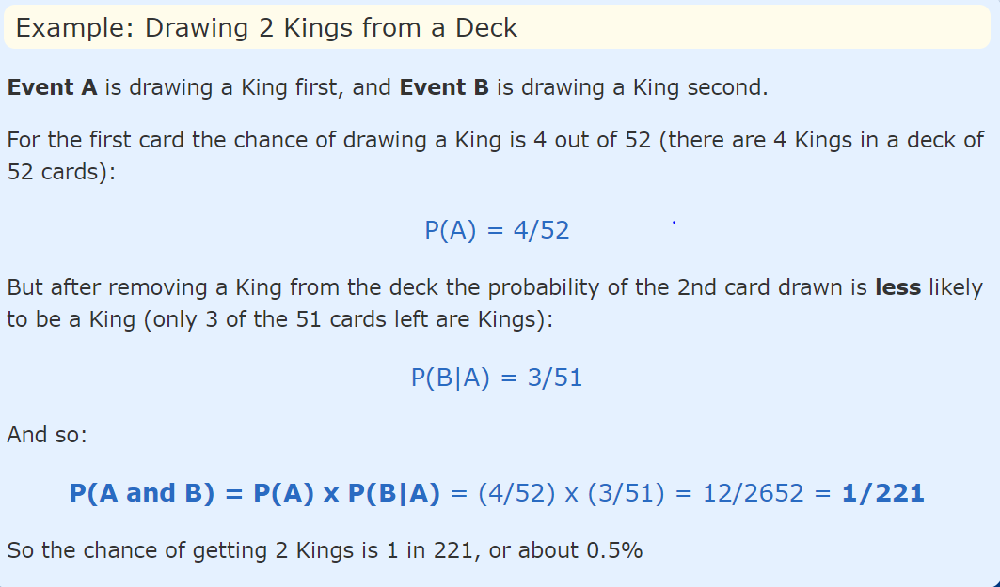 Example: Drawing 2 Kings from a Deck
Event A is drawing a King first, and Event B is drawing a King second.
For the first card the chance of drawing a King is 4 out of 52 (there are 4 Kings in a deck of
52 cards):
P(A) = 4/52
But after removing a King from the deck the probability of the 2nd card drawn is less likely
to be a King (only 3 of the 51 cards left are Kings):
P(B|A) = 3/51
And so:
P(A and B) = P(A) x P(B|A) = (4/52) x (3/51) = 12/2652 = 1/221
So the chance of getting 2 Kings is 1 in 221, or about 0.5%